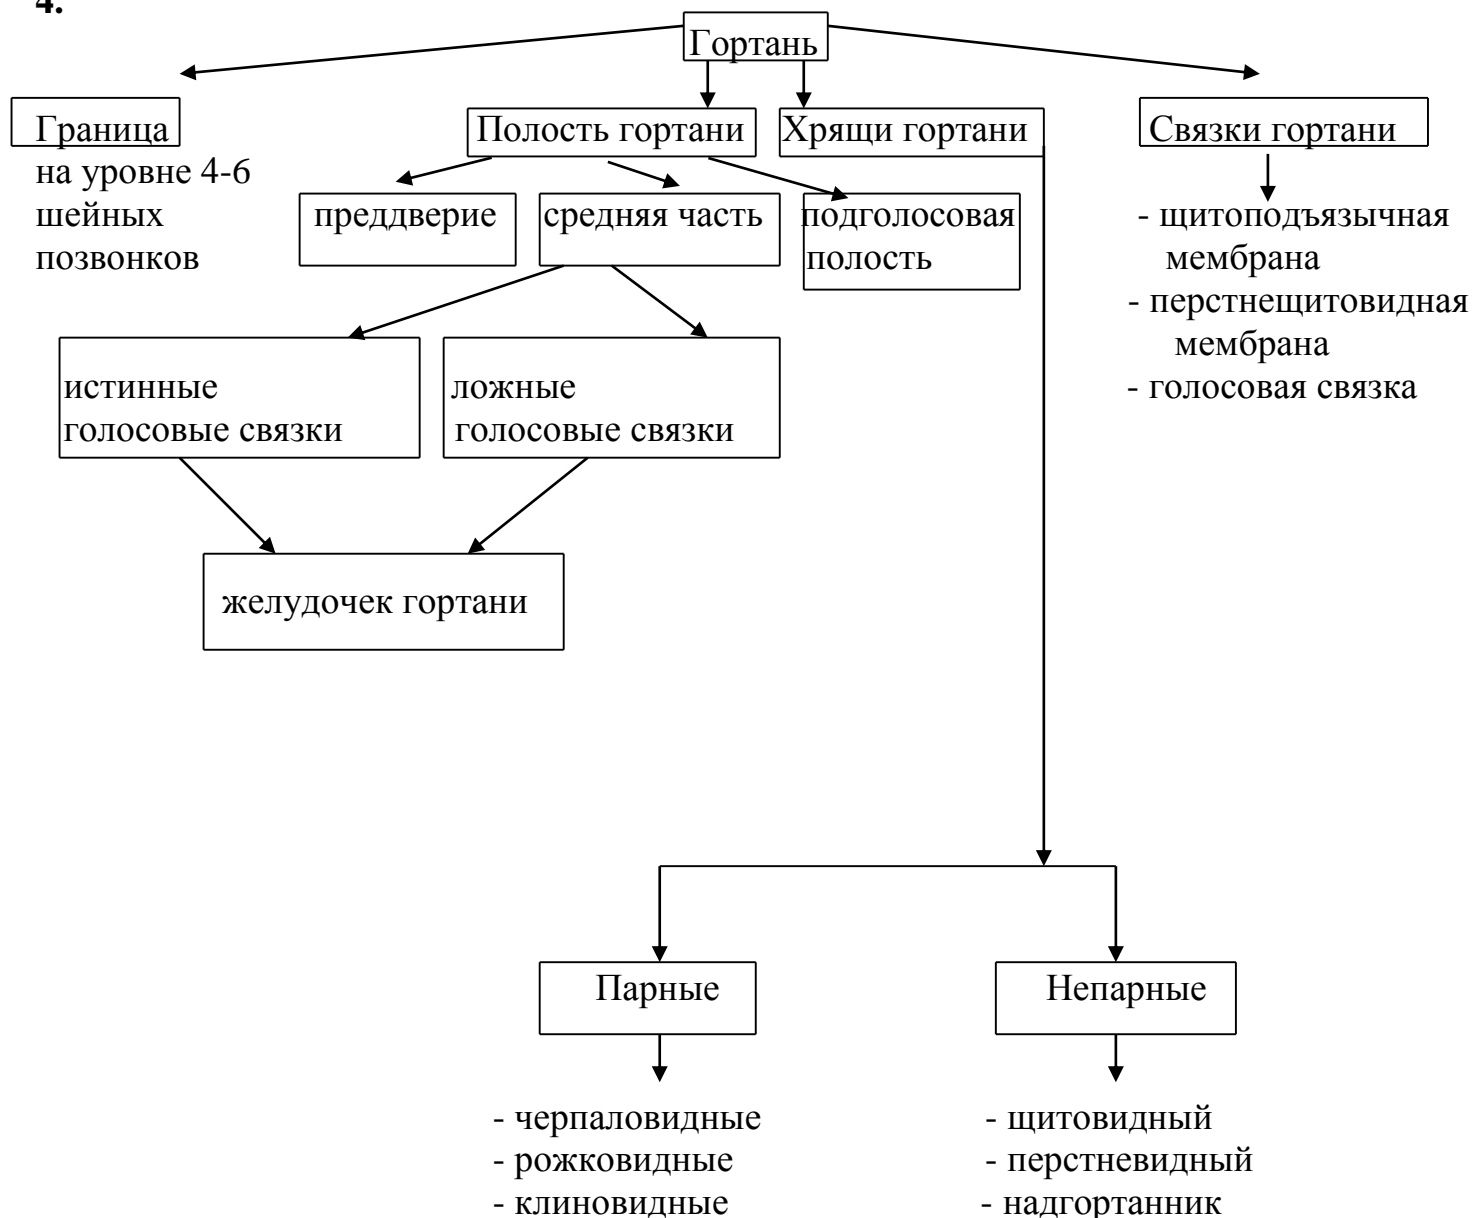 4.
Гортань
Граница
на уровне 4-6
шейных
позвонков
Полость гортани
Хрящи гортани
Связки гортани
преддверие
средняя часть
подголосовая
полость
- щитоподъязычная
мембрана
- перстнещитовидная
мембрана
- голосовая связка
истинные
голосовые связки
ложные
голосовые связки
желудочек гортани
Парные
Непарные
- черпаловидные
- рожковидные
- клиновидные
- щитовидный
- перстневидный
- надгортанник